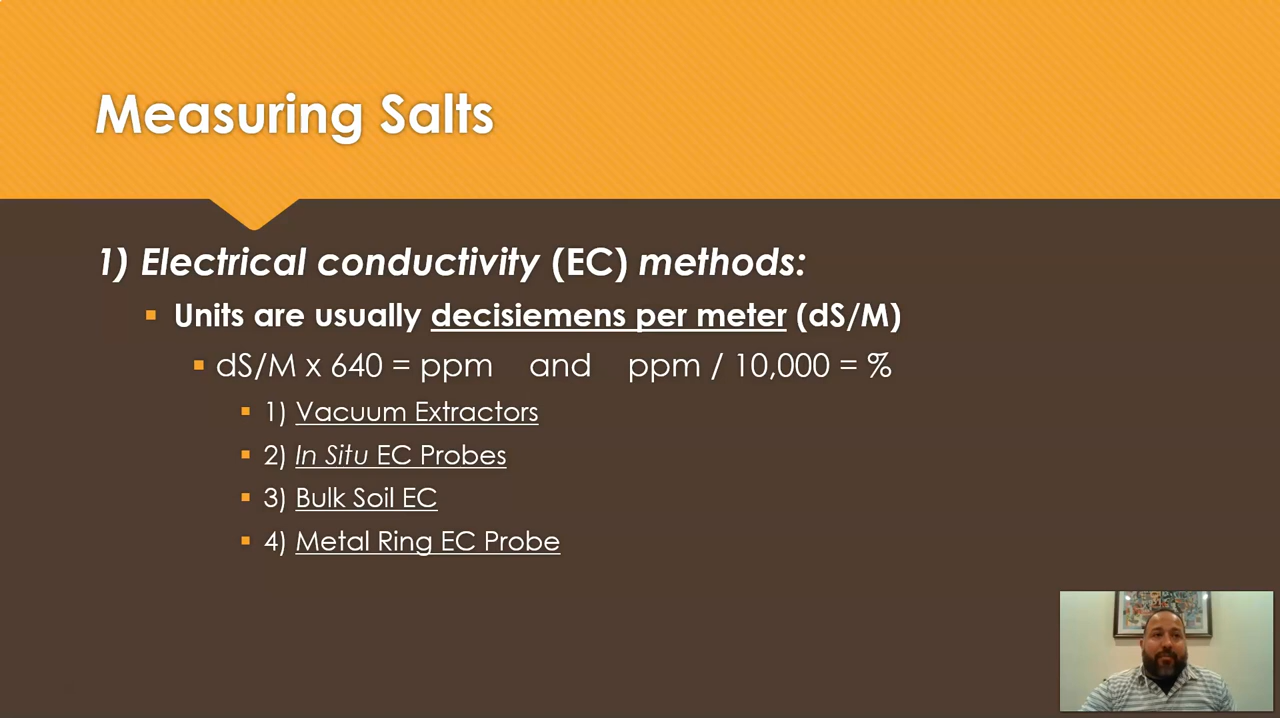 Measuring Salts
1) Electrical conductivity (EC) methods:
Units are usually decisiemens per meter (dS/M)
dS/M x 640 = ppm and ppm / 10,000 = %
1) Vacuum Extractors
2) In Situ EC Probes
3) Bulk Soil EC
4) Metal Ring EC Probe